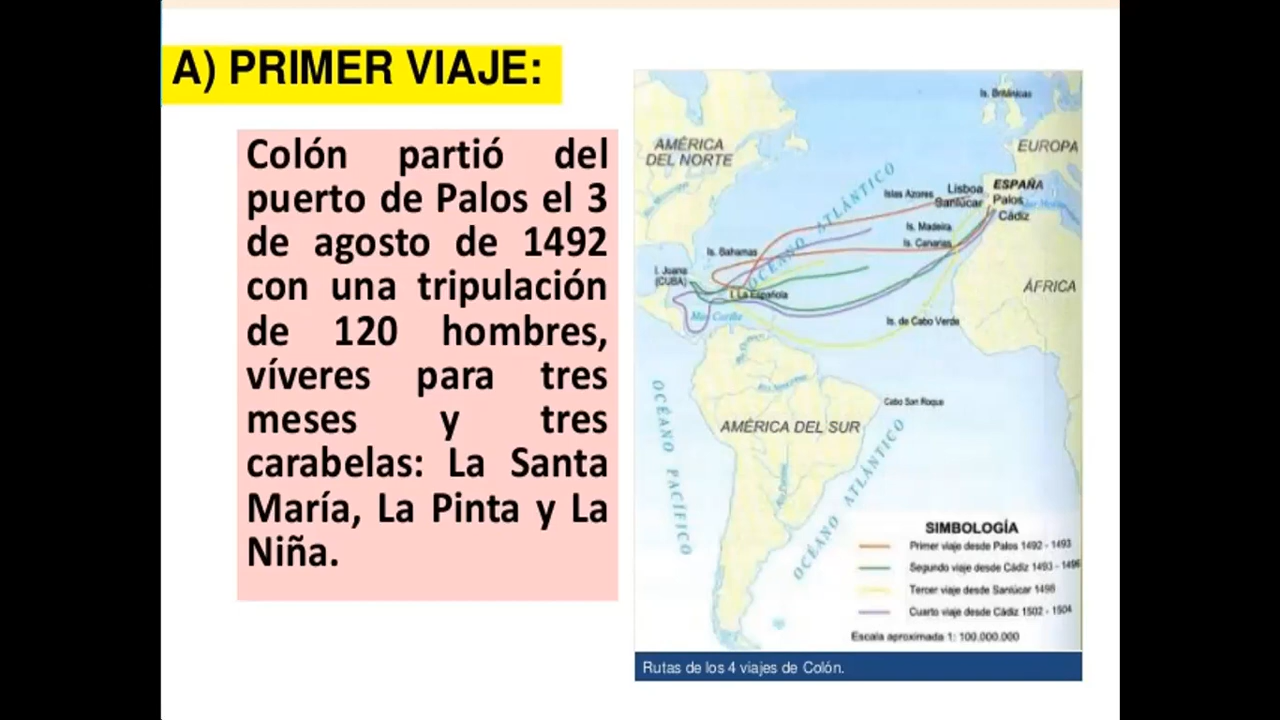 A) PRIMER VIAJE:
Colón partió del
puerto de Palos el 3
de agosto de 1492
con una tripulación
de 120 hombres,
víveres para tres
meses y tres
carabelas: La Santa
María, La Pinta y La
Niña.
Is. Británicas
AMÉRICA
DEL NORTE
EUROPA
OCÉANO ATLÁNTICO
Islas Azores
Lisboa
ESPAÑA
Sanlúcar
Palos
Cádiz
Is. Madeira
Is. Canarias
Is. Bahamas
I. Juana
(CUBA)
I. La Española
Mar Caribe
ÁFRICA
Is. de Cabo Verde
Cabo San Roque
AMÉRICA DEL SUR
OCÉANO PACÍFICO
OCÉANO ATLÁNTICO
SIMBOLOGÍA
Primer viaje desde Palos 1492 - 1493
Segundo viaje desde Cádiz 1493 - 1496
Tercer viaje desde Sanlúcar 1498
Cuarto viaje desde Cádiz 1502 - 1504
Escala aproximada 1: 100.000.000
Rutas de los 4 viajes de Colón.